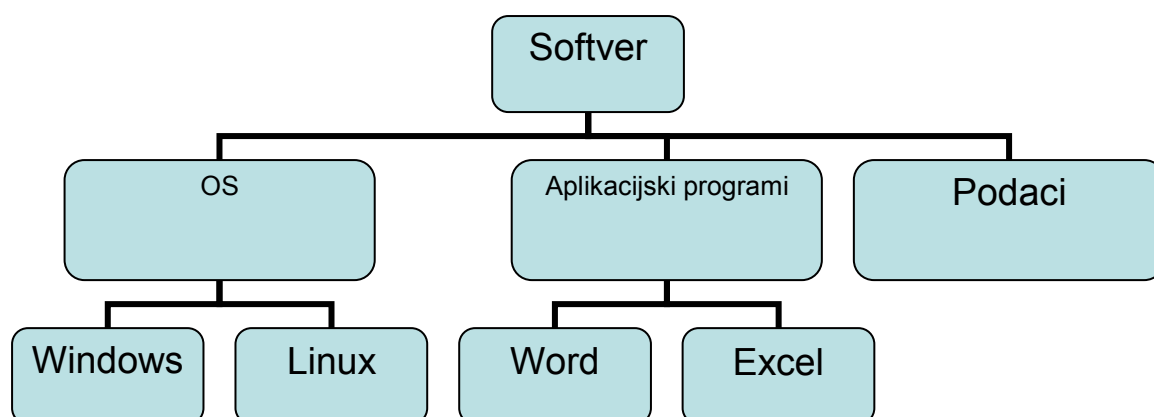 Softver
OS
Aplikacijski programi
Podaci
Windows
Linux
Word
Excel